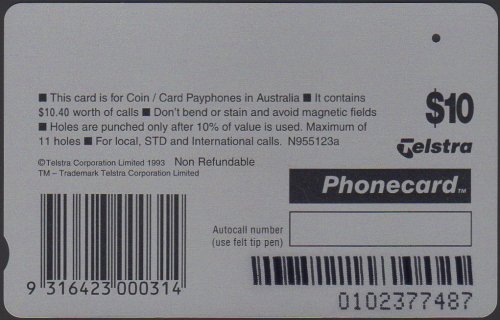 ■ This card is for Coin / Card Payphones in Australia ■ It contains
$10.40 worth of calls ■ Don't bend or stain and avoid magnetic fields
■ Holes are punched only after 10% of value is used. Maximum of
11 holes ■ For local, STD and International calls. N955123a
©Telstra Corporation Limited 1993 Non Refundable
TM – Trademark Telstra Corporation Limited
$10
Telstra
Phonecard TM
Autocall number
(use felt tip pen)
9 316423 000314
0102377487